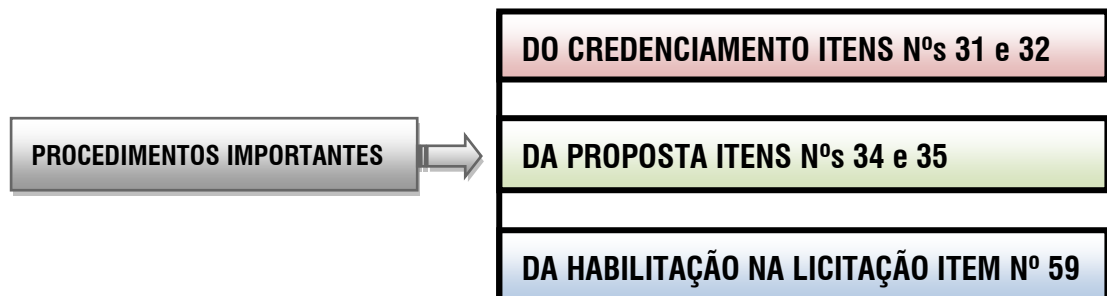 PROCEDIMENTOS IMPORTANTES
DO CREDENCIAMENTO ITENS Nºs 31 e 32
DA PROPOSTA ITENS Nºs 34 e 35
DA HABILITAÇÃO NA LICITAÇÃO ITEM Nº 59